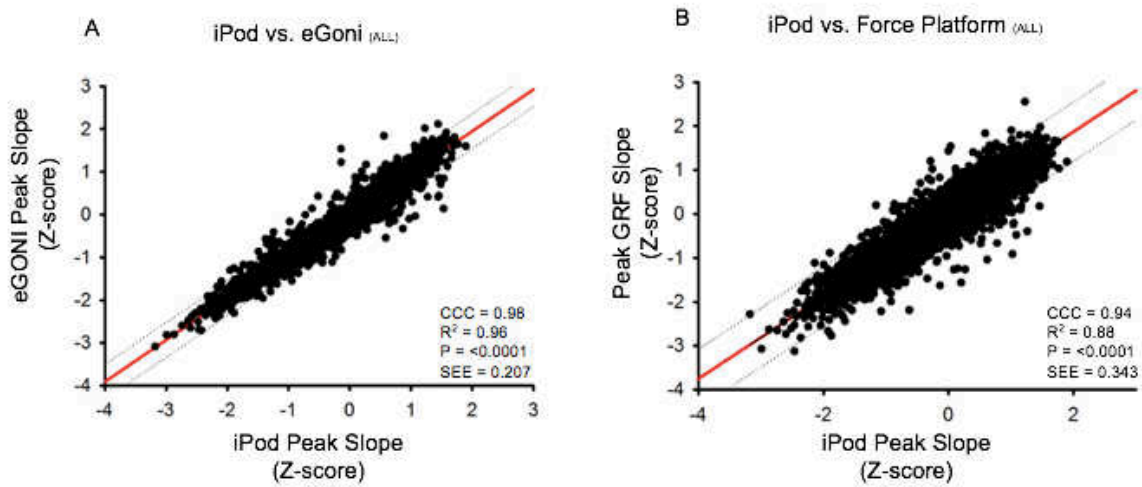 A
iPod vs. eGoni (ALL)
3
2
1
0
-1
-2
-3
-4
eGONI Peak Slope
(Z-score)
CCC = 0.98
R² = 0.96
P = <0.0001
SEE = 0.207
-4
-3
-2
-1
0
1
2
3
iPod Peak Slope
(Z-score)
B
iPod vs. Force Platform (ALL)
3
2
1
0
-1
-2
-3
-4
Peak GRF Slope
(Z-score)
CCC = 0.94
R² = 0.88
P = <0.0001
SEE = 0.343
-4
-2
0
2
iPod Peak Slope
(Z-score)